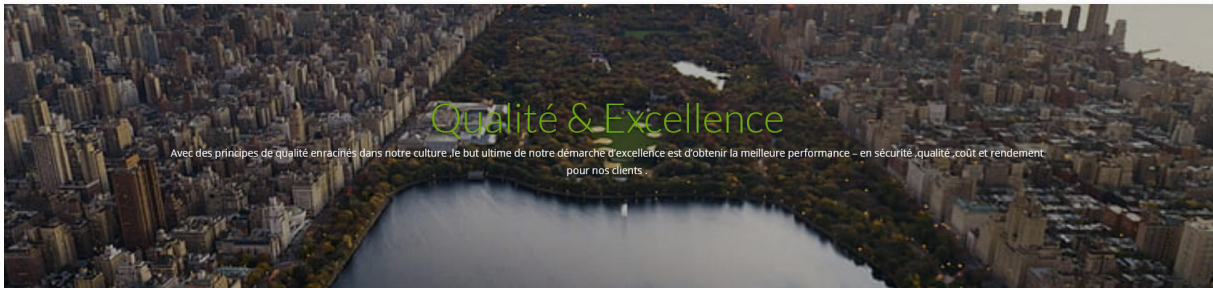 Qualité & Excellence
Avec des principes de qualité enracinés dans notre culture ,le but ultime de notre démarche d'excellence est d'obtenir la meilleure performance – en sécurité ,qualité ,coût et rendement
pour nos clients .